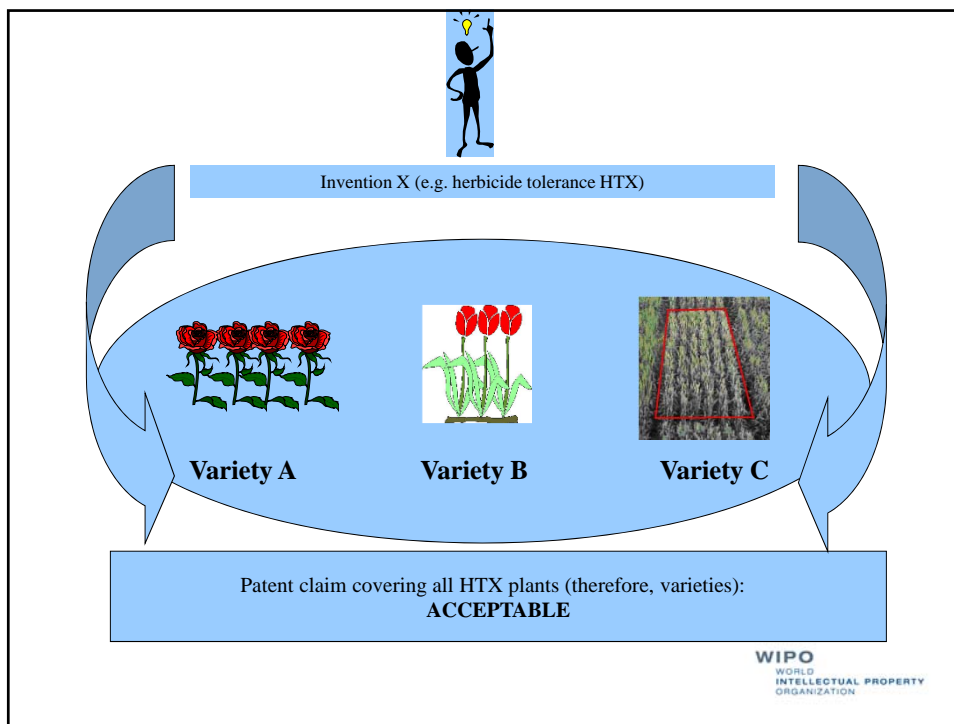 Invention X (e.g. herbicide tolerance HTX)
Variety A
Variety B
Variety C
Patent claim covering all HTX plants (therefore, varieties):
ACCEPTABLE
WIPO
WORLD
INTELLECTUAL PROPERTY
ORGANIZATION